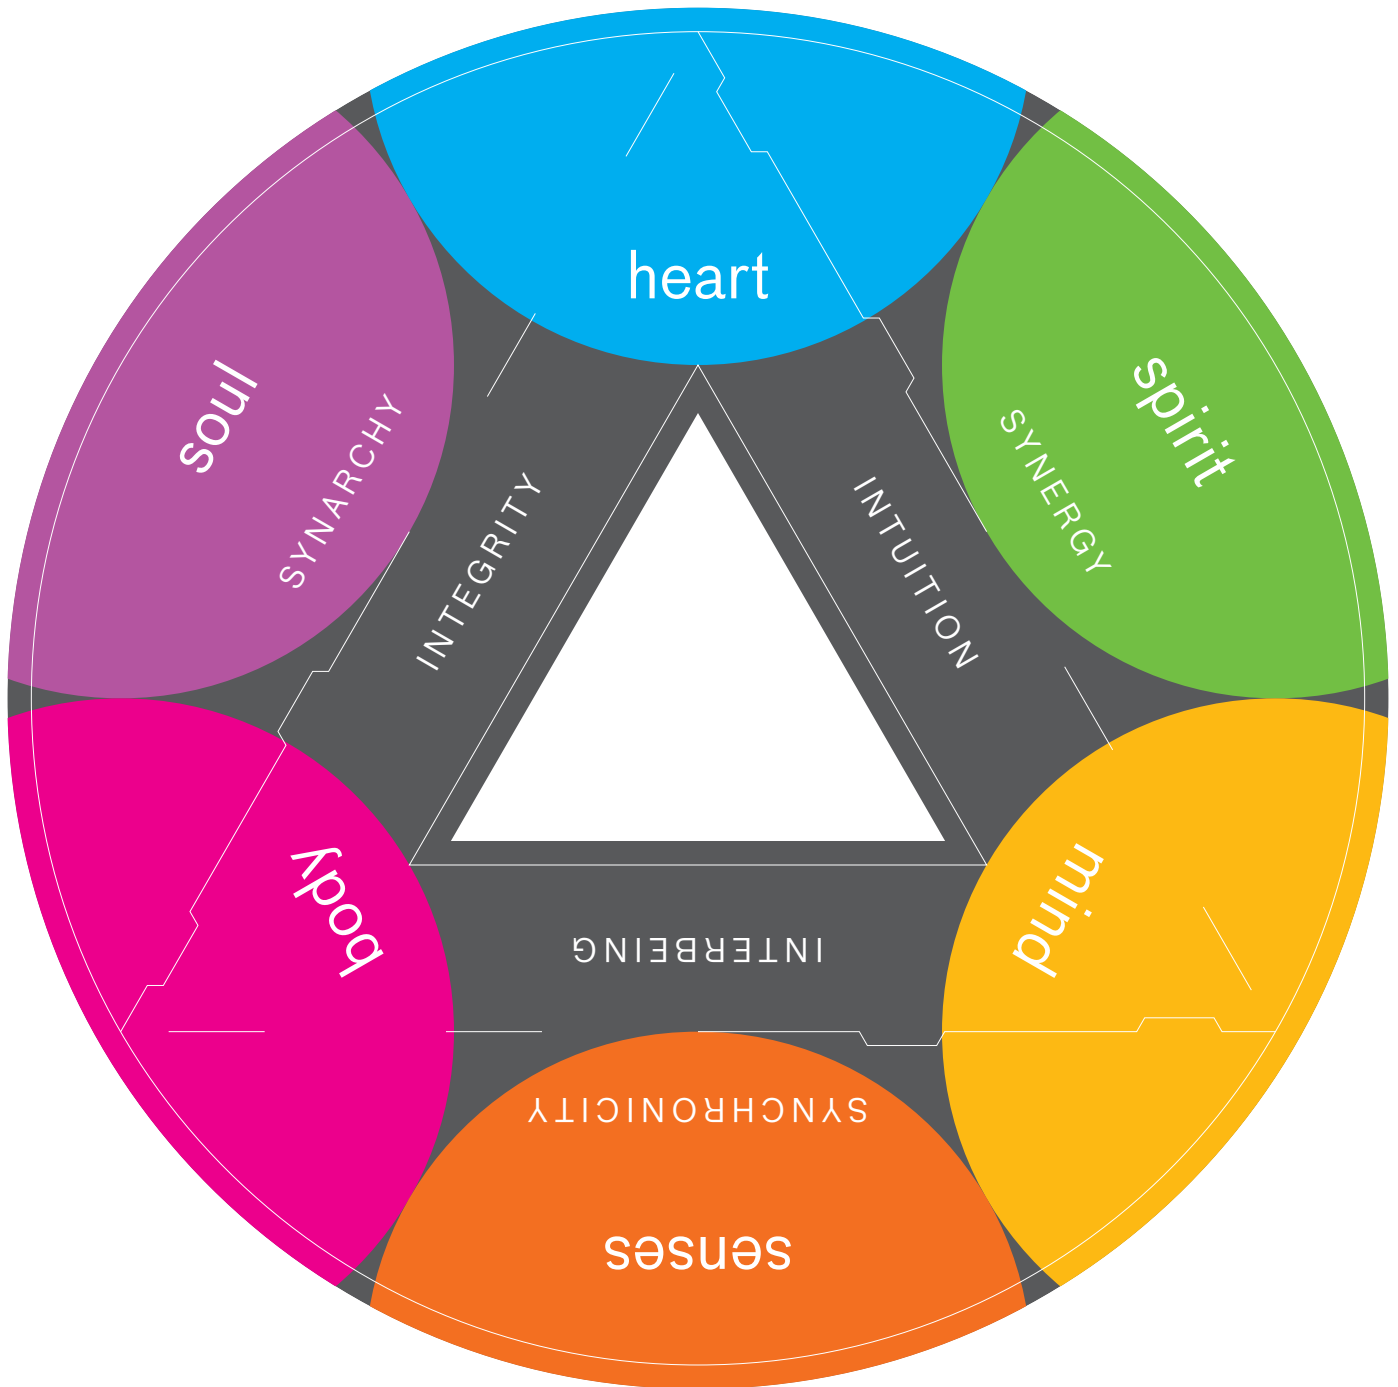 heart
spirit
SYNERGY
INTUITION
mind
senses
SYNCHRONICITY
INTERBEING
body
soul
SYNARCHY
INTEGRITY